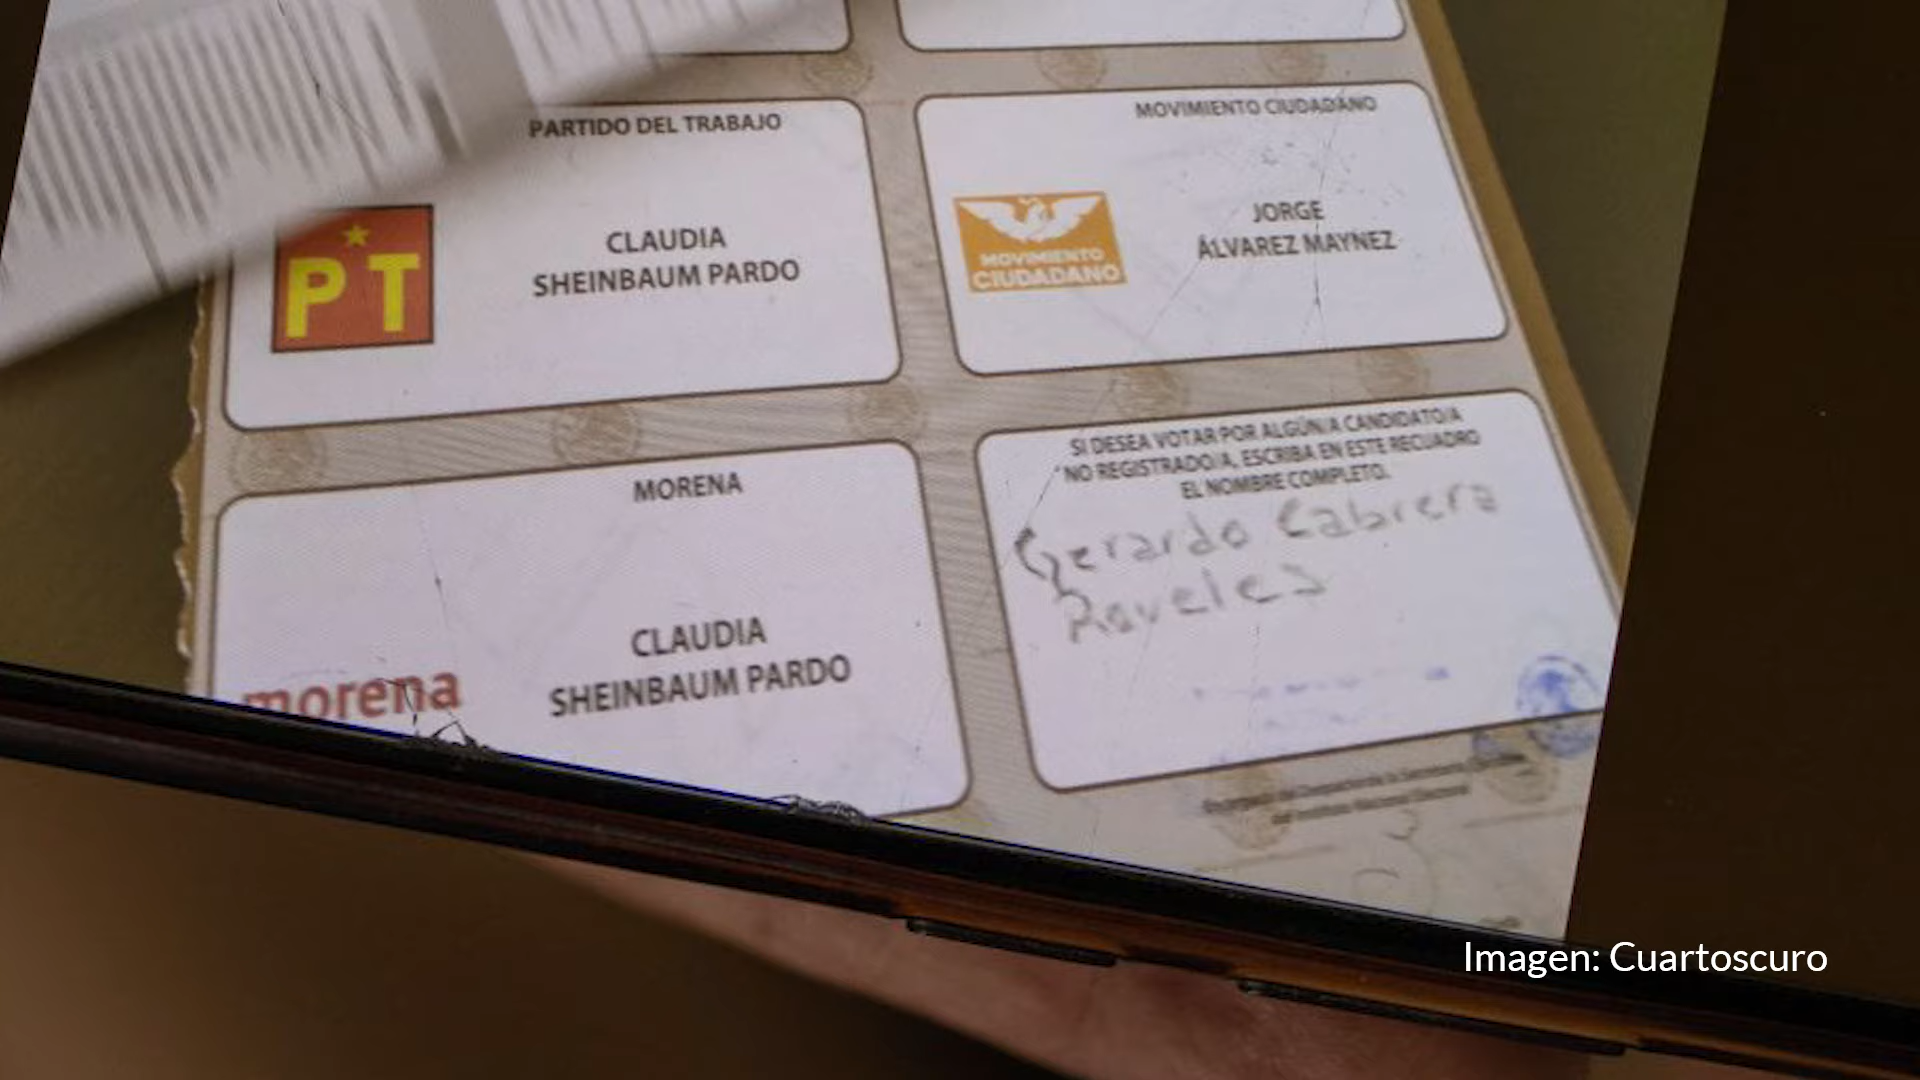 PARTIDO DEL TRABAJO
PT
CLAUDIA
SHEINBAUM PARDO
MOVIMIENTO CIUDADANO
MOVIMIENTO
CIUDADANO
JORGE
ÁLVAREZ MAYNEZ
MORENA
morena
CLAUDIA
SHEINBAUM PARDO
SI DESEA VOTAR POR ALGÚN/A CANDIDATO/A
NO REGISTRADO/A, ESCRIBA EN ESTE RECUADRO
EL NOMBRE COMPLETO.
Gerardo Cabrera
Raveles
Imagen: Cuartoscuro